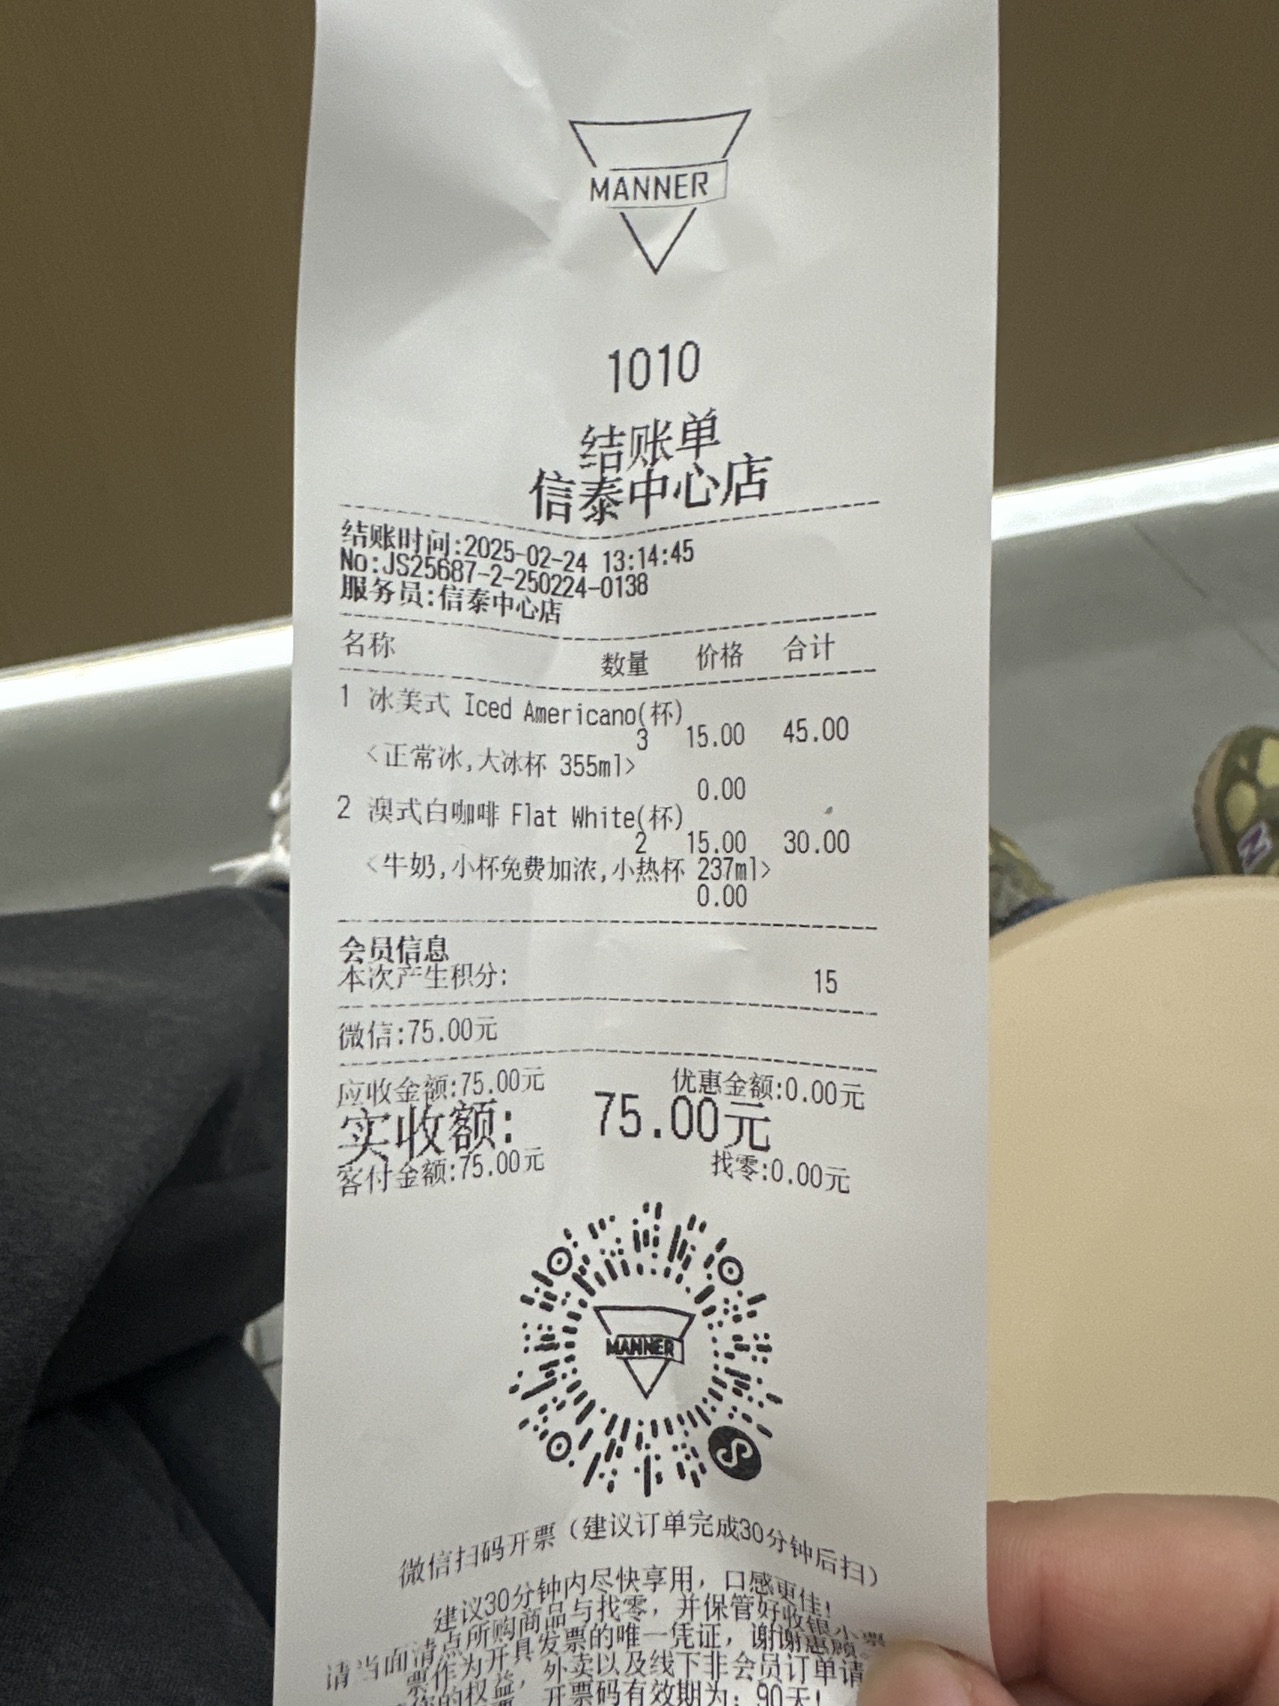 MANNER
1010
结账单
信泰中心店
结账时间:2025-02-24 13:14:45
No:JS25687-2-250224-0138
服务员:信泰中心店
名称 数量 价格 合计
1 冰美式 Iced Americano(杯)
3 15.00 45.00
<正常冰,大冰杯 355ml>
0.00
2 澳式白咖啡 Flat White(杯)
2 15.00 30.00
<牛奶,小杯免费加浓,小热杯 237ml>
0.00
会员信息
本次产生积分: 15
微信:75.00元
应收金额:75.00元 优惠金额:0.00元
实收额: 75.00元
客付金额:75.00元 找零:0.00元
MANNER
微信扫码开票（建议订单完成30分钟后扫）
建议30分钟内尽快享用，口感更佳！
请当面清点所购商品与找零，并保管好收银小票
票作为开具发票的唯一凭证，谢谢惠顾。
的权益，外卖以及线下非会员订单请
开票码有效期为：90天！